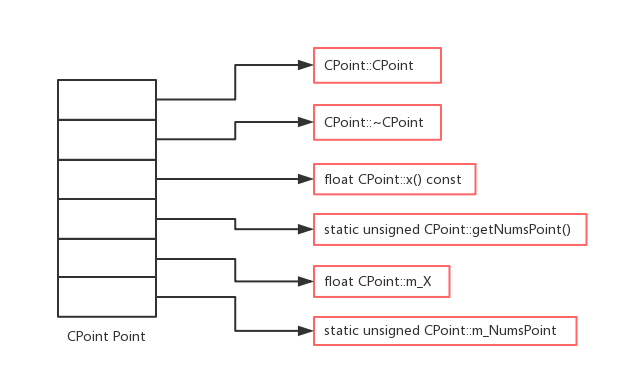 CPoint::CPoint
CPoint::~CPoint
float CPoint::x() const
static unsigned CPoint::getNumsPoint()
float CPoint::m_X
static unsigned CPoint::m_NumsPoint
CPoint Point